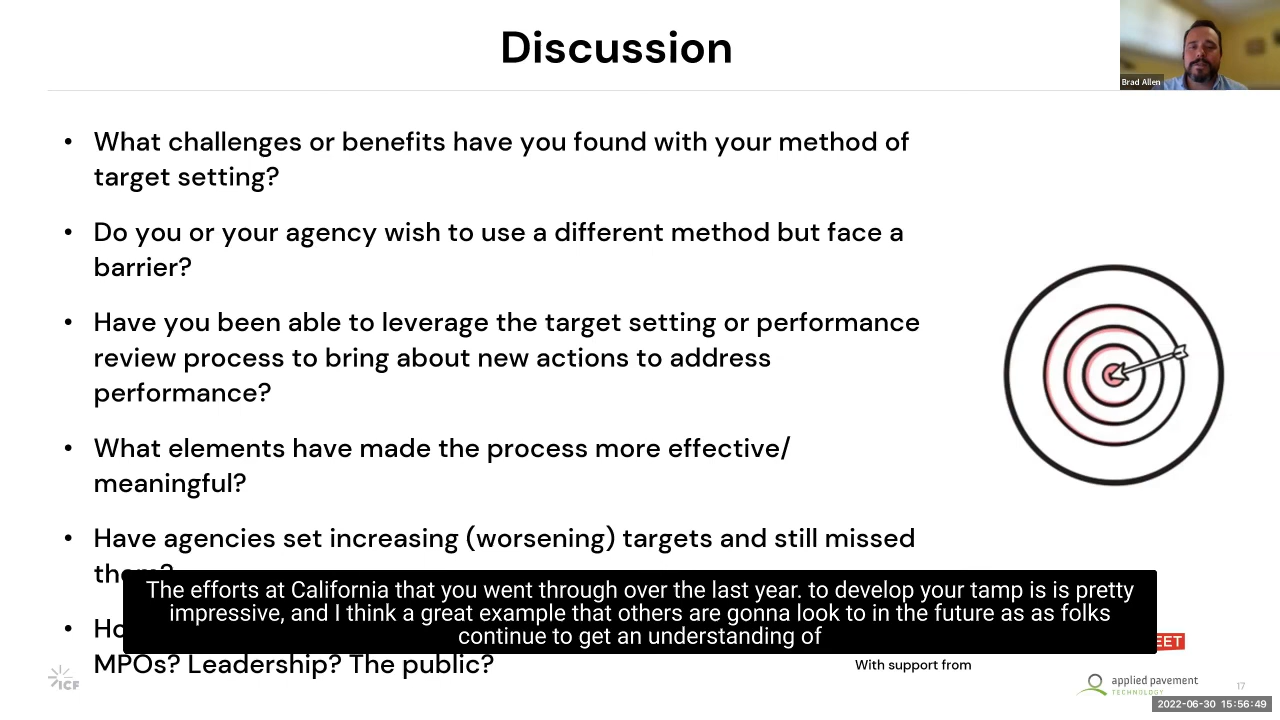 Discussion
Brad Allen
• What challenges or benefits have you found with your method of
target setting?
• Do you or your agency wish to use a different method but face a
barrier?
• Have you been able to leverage the target setting or performance
review process to bring about new actions to address
performance?
• What elements have made the process more effective/
meaningful?
• Have agencies set increasing (worsening) targets and still missed
them?
The efforts at California that you went through over the last year. to develop your tamp is is pretty
impressive, and I think a great example that others are gonna look to in the future as as folks
continue to get an understanding of
MPOs? Leadership? The public?
With support from
ICF
applied pavement
TECHNOLOGY
17
2022-06-30 15:56:49